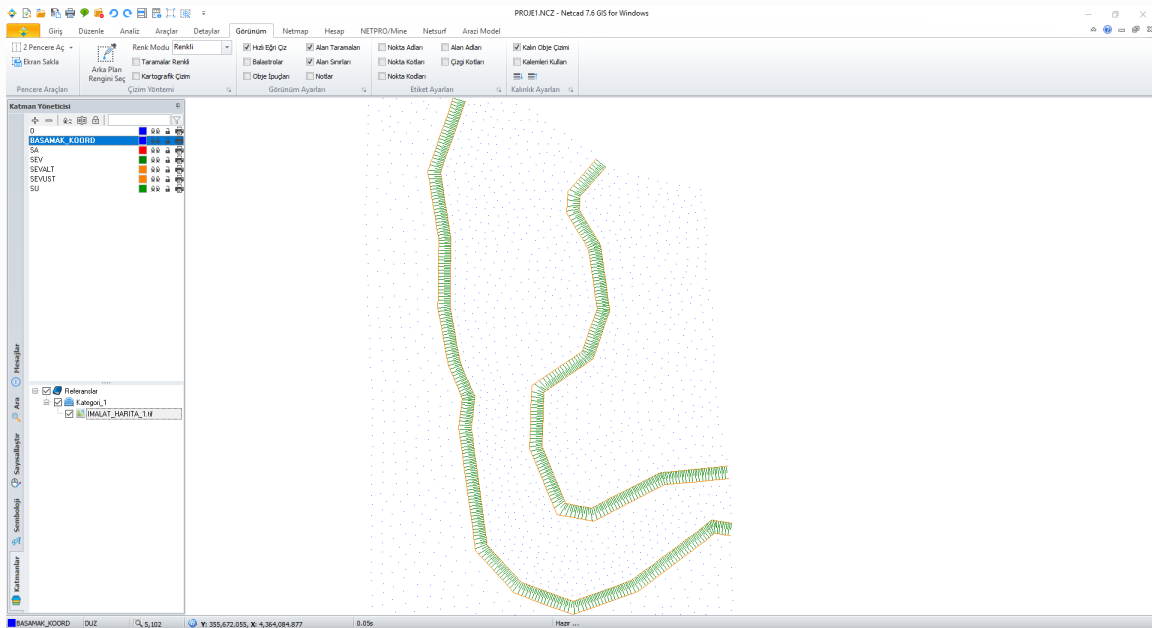 PROJE1.NCZ - Netcad 7.6 GIS for Windows
Giriş Düzenle Analiz Araçlar Detaylar Görünüm Netmap Hesap NETPRO/Mine Netsurf Arazi Model
2 Pencere Aç
Ekran Sakla
Pencere Araçları
Arka Plan
Rengini Seç
Renk Modu Renkli
Taramalar Renkli
Kartografik Çizim
Çizim Yöntemi
Hızlı Eğri Çiz
Balastrolar
Obje İpuçları
Alan Taramaları
Alan Sınırları
Notlar
Görünüm Ayarları
Nokta Adları
Nokta Kotları
Nokta Kodları
Alan Adları
Çizgi Kotları
Etiket Ayarları
Kalın Obje Çizimi
Kalemleri Kullan
Kalınlık Ayarları
Katman Yöneticisi
0
BASAMAK_KOORD
SA
SEV
SEVALT
SEVUST
SU
Referanslar
Kategori_1
IMALAT_HARITA_1.tif
Mesajlar
Ara
Sayısallaştır
Semboloji
Katmanlar
BASAMAK_KOORD DUZ 5,102 Y: 355,672.055, X: 4,364,084.877 0.05s Hazır ...